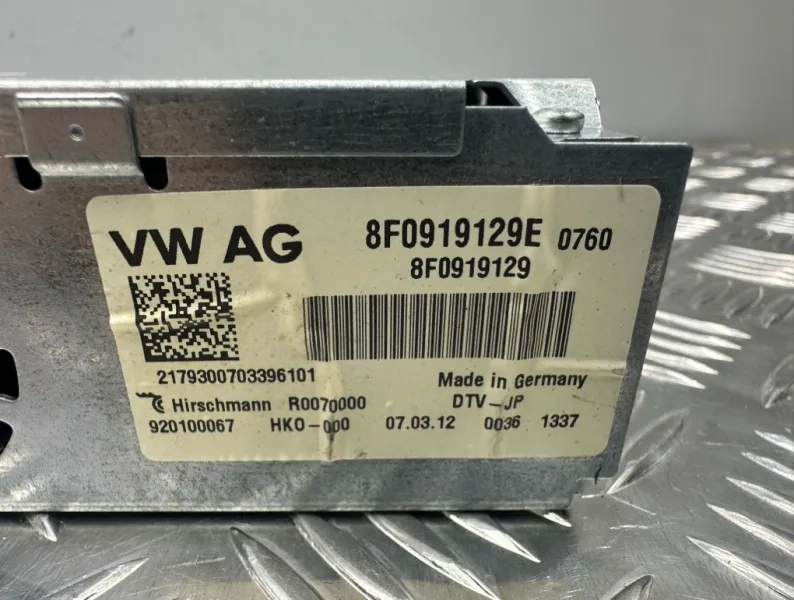 VW AG 8F0919129E 0760
8F0919129
2179300703396101
Made in Germany
Hirschmann R0070000 DTV-JP
920100067 HK0-000 07.03.12 0036 1337